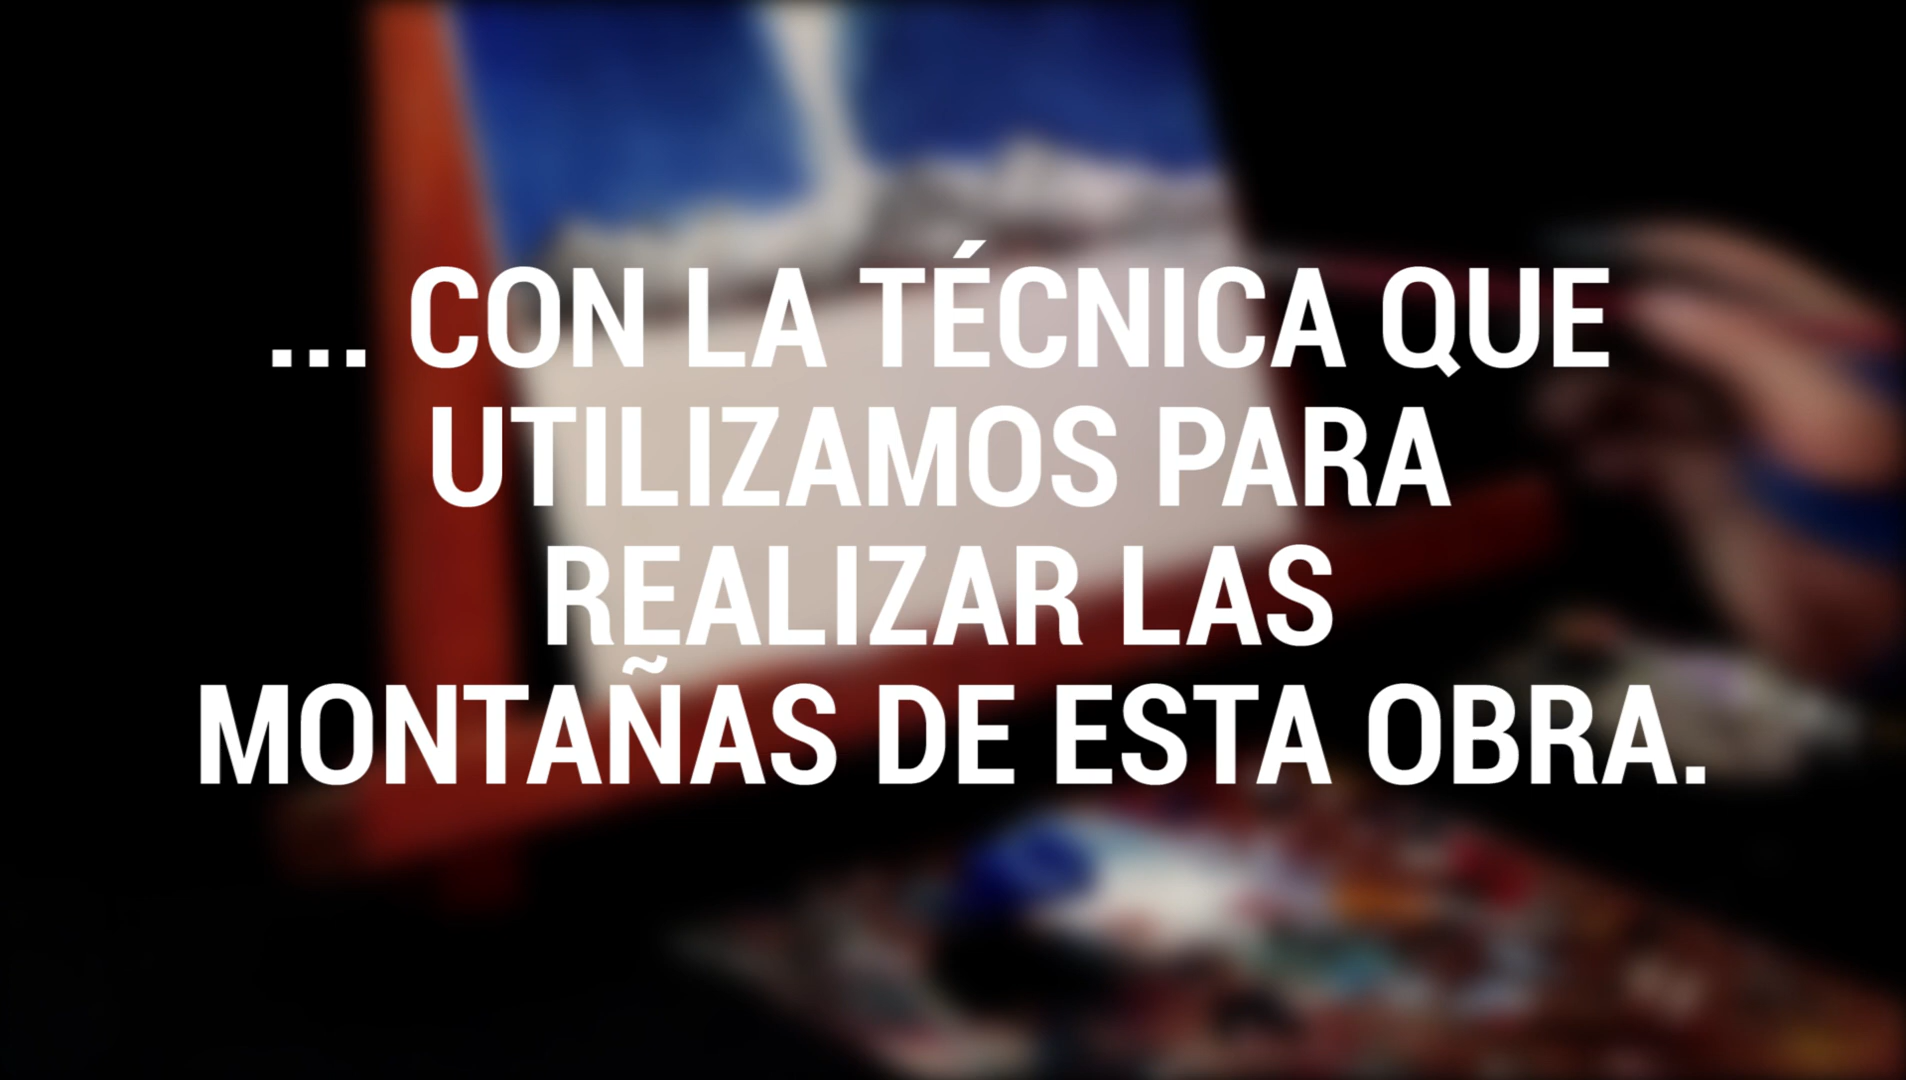 ... CON LA TÉCNICA QUE
UTILIZAMOS PARA
REALIZAR LAS
MONTAÑAS DE ESTA OBRA.